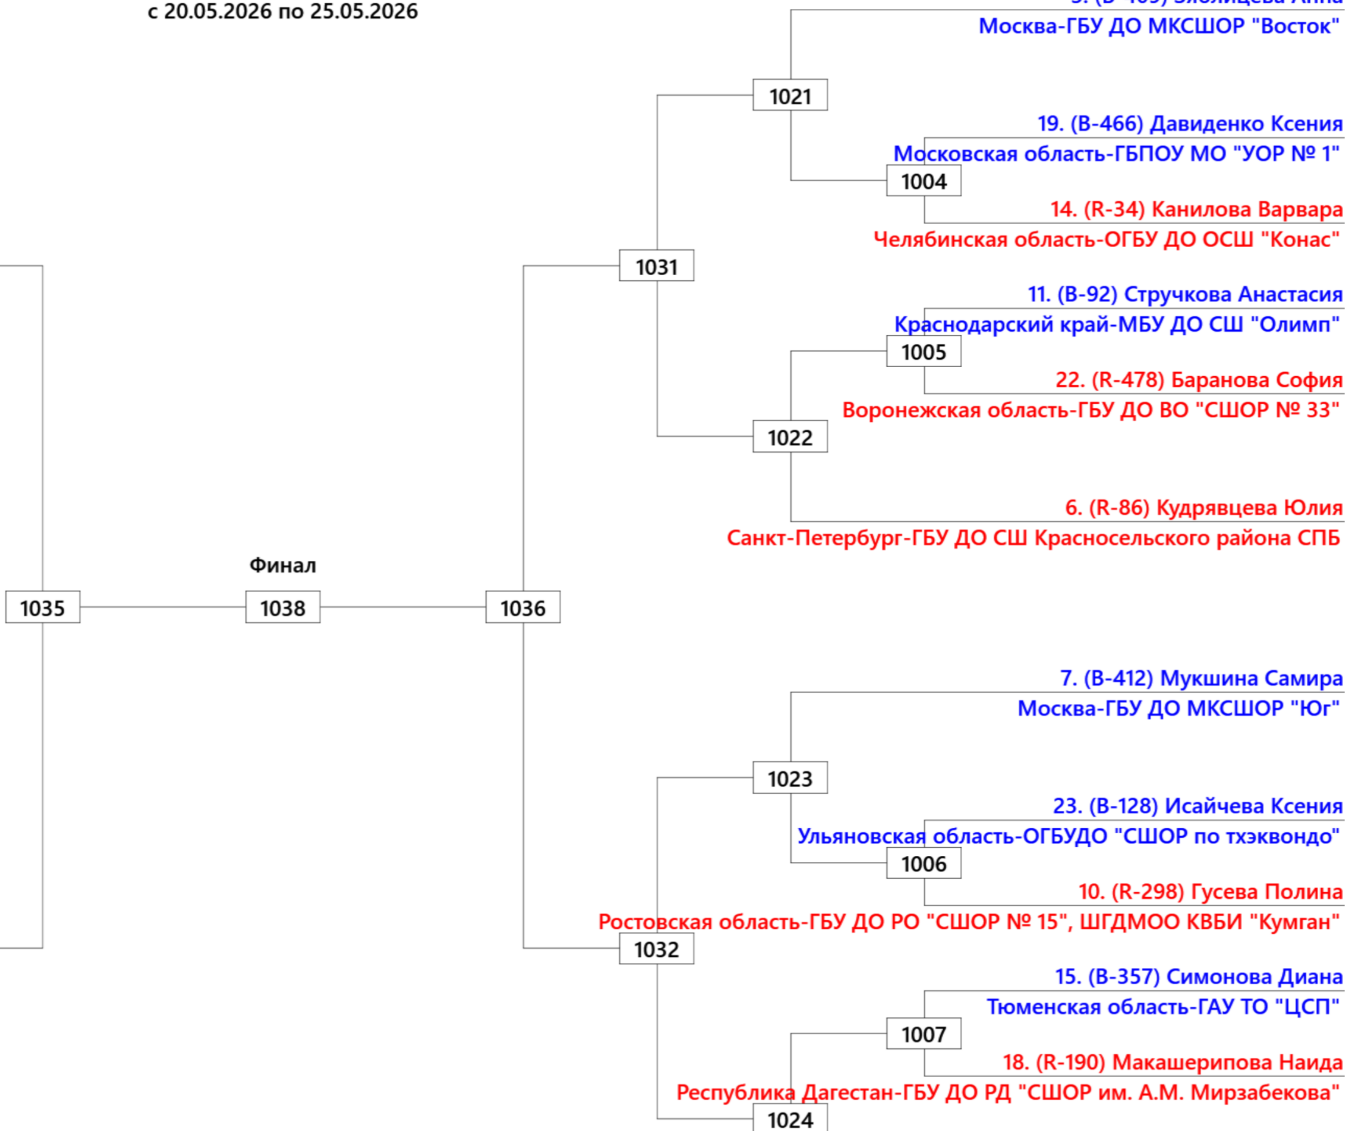 с 20.05.2026 по 25.05.2026
Москва-ГБУ ДО МКСШОР "Восток"
1021
19. (B-466) Давиденко Ксения
Московская область-ГБПОУ МО "УОР № 1"
1004
14. (R-34) Канилова Варвара
Челябинская область-ОГБУ ДО ОСШ "Конас"
1031
11. (B-92) Стручкова Анастасия
Краснодарский край-МБУ ДО СШ "Олимп"
1005
22. (R-478) Баранова София
Воронежская область-ГБУ ДО ВО "СШОР № 33"
1022
6. (R-86) Кудрявцева Юлия
Санкт-Петербург-ГБУ ДО СШ Красносельского района СПБ
Финал
1035
1038
1036
7. (B-412) Мукшина Самира
Москва-ГБУ ДО МКСШОР "Юг"
1023
23. (B-128) Исайчева Ксения
Ульяновская область-ОГБУДО "СШОР по тхэквондо"
1006
10. (R-298) Гусева Полина
Ростовская область-ГБУ ДО РО "СШОР № 15", ШГДМОО КВБИ "Кумган"
1032
15. (B-357) Симонова Диана
Тюменская область-ГАУ ТО "ЦСП"
1007
18. (R-190) Макашерипова Наида
Республика Дагестан-ГБУ ДО РД "СШОР им. А.М. Мирзабекова"
1024